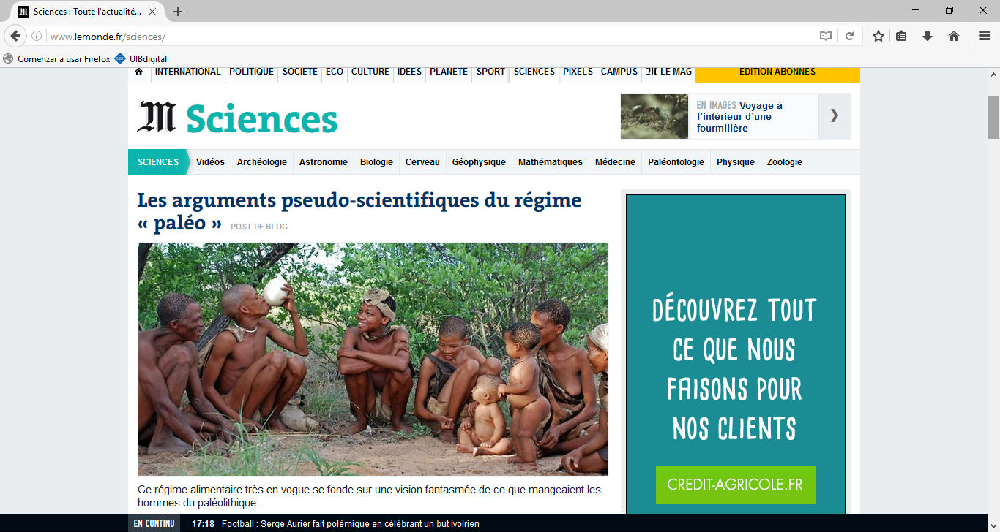 Sciences : Toute l'actualité...
www.lemonde.fr/sciences/
Comenzar a usar Firefox UIBdigital
INTERNATIONAL POLITIQUE SOCIETE ECO CULTURE IDEES PLANETE SPORT SCIENCES PIXELS CAMPUS M LE MAG EDITION ABONNES
M Sciences
EN IMAGES Voyage à
l'intérieur d'une
fourmilière
SCIENCES Vidéos Archéologie Astronomie Biologie Cerveau Géophysique Mathématiques Médecine Paléontologie Physique Zoologie
Les arguments pseudo-scientifiques du régime
« paléo » POST DE BLOG
Ce régime alimentaire très en vogue se fonde sur une vision fantasmée de ce que mangeaient les
hommes du paléolithique.
DÉCOUVREZ TOUT
CE QUE NOUS
FAISONS POUR
NOS CLIENTS
CREDIT-AGRICOLE.FR
EN CONTINU 17:18 Football : Serge Aurier fait polémique en célébrant un but ivoirien